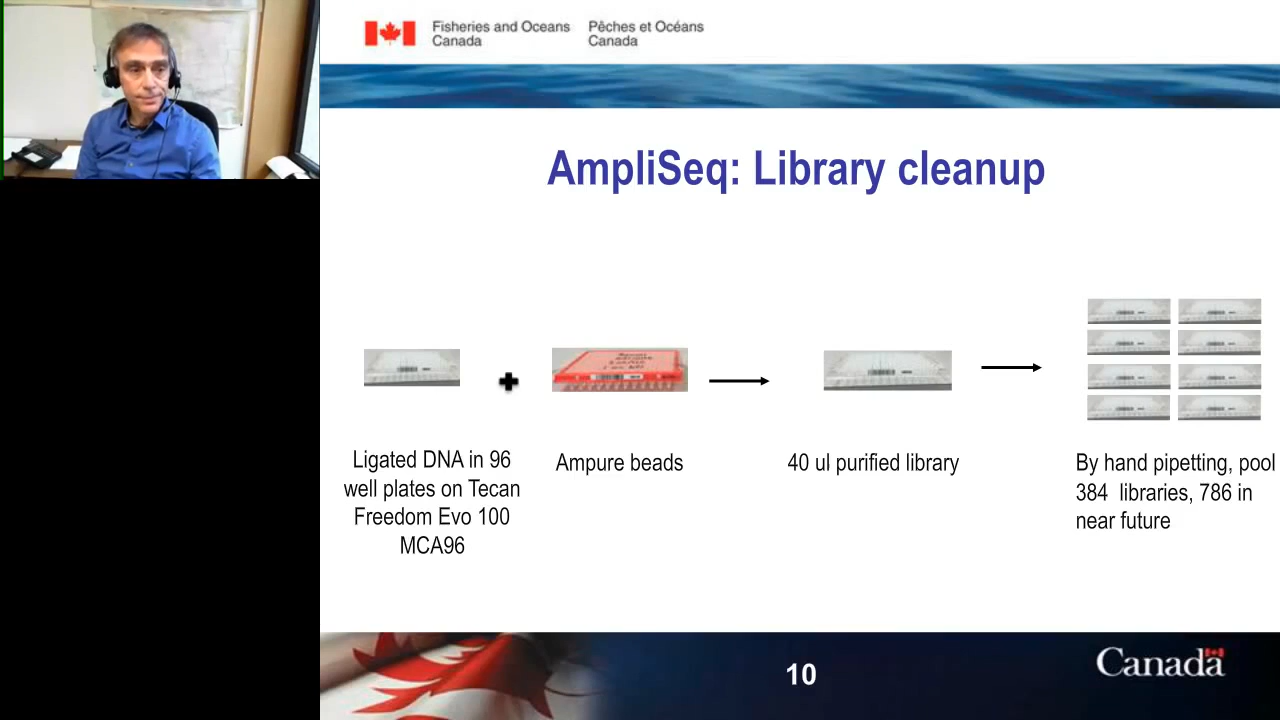 Fisheries and Oceans Pêches et Océans
Canada Canada
AmpliSeq: Library cleanup
Ligated DNA in 96
well plates on Tecan
Freedom Evo 100
MCA96
Ampure beads
40 ul purified library
By hand pipetting, pool
384 libraries, 786 in
near future
10
Canada